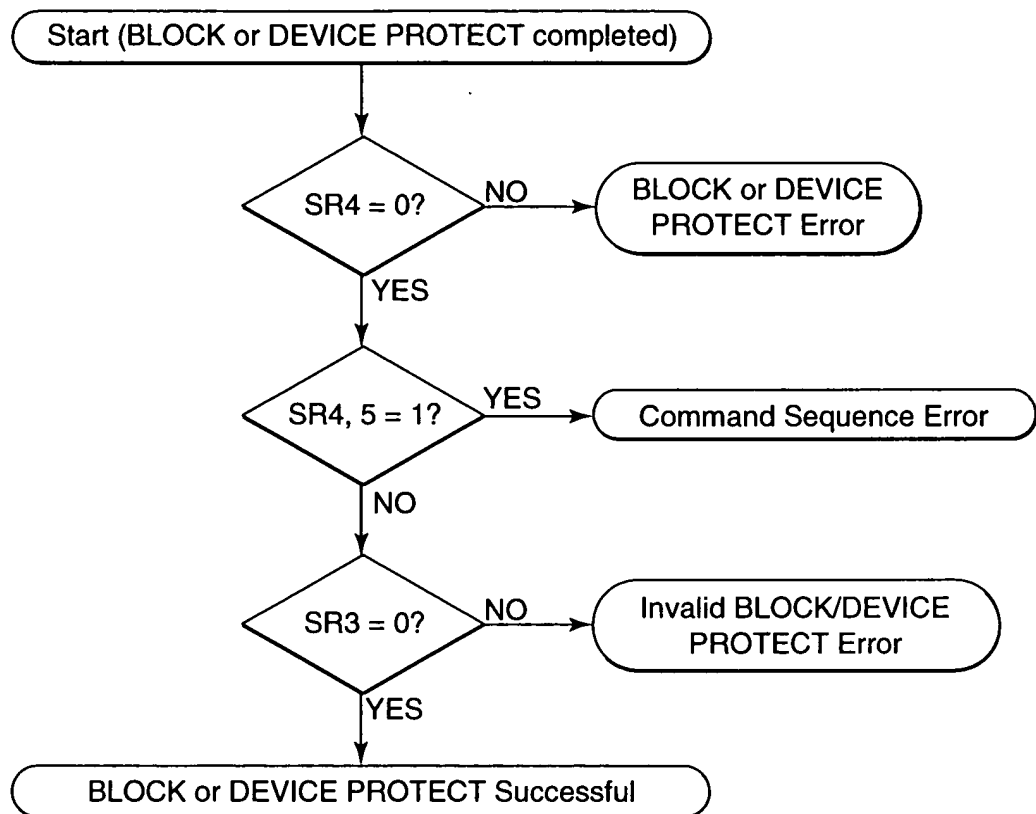 Start (BLOCK or DEVICE PROTECT completed)
SR4 = 0?
NO
BLOCK or DEVICE
PROTECT Error
YES
SR4, 5 = 1?
YES
Command Sequence Error
NO
SR3 = 0?
NO
Invalid BLOCK/DEVICE
PROTECT Error
YES
BLOCK or DEVICE PROTECT Successful